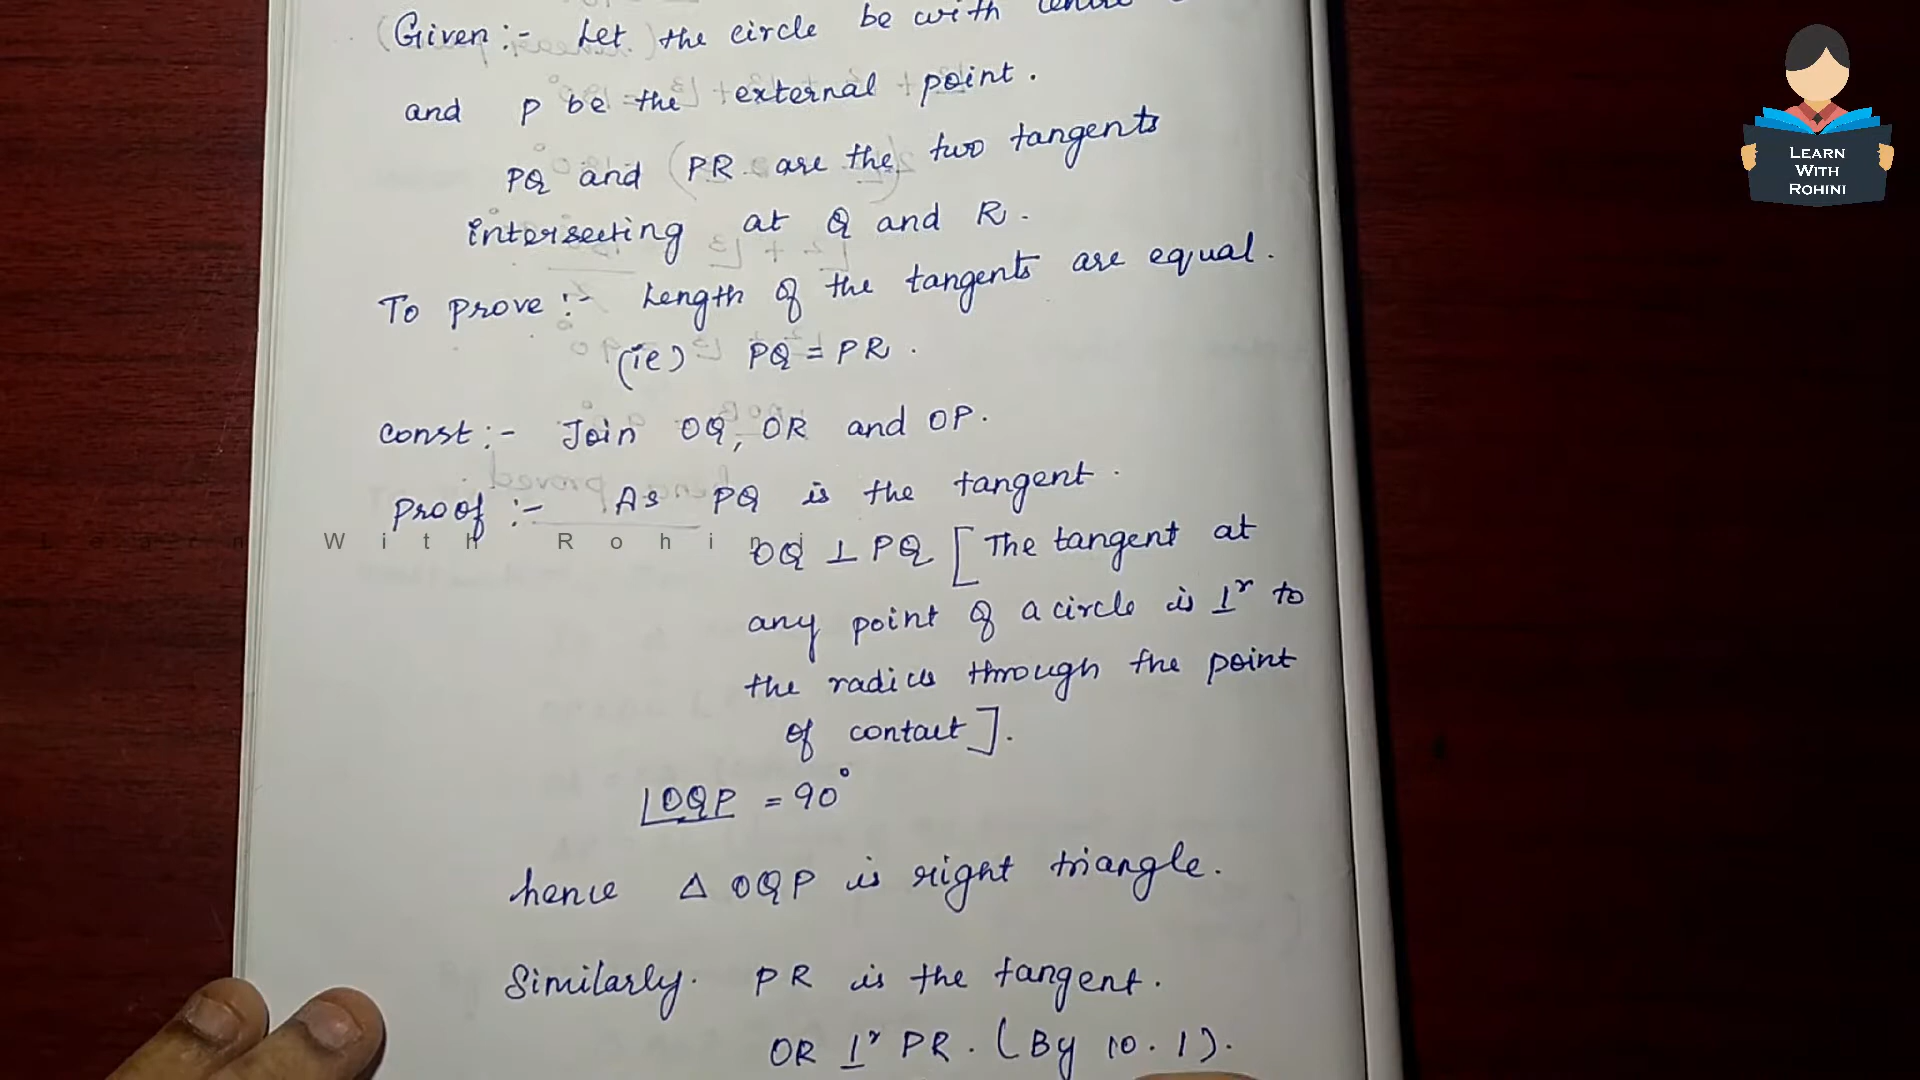 Given :- Let the circle be with centre
and P be the external point.
PQ and PR are the two tangents
intersecting at Q and R.
To prove :- Length of the tangents are equal.
(ie) PQ = PR.
Const :- Join OQ, OR and OP.
Proof :- As PQ is the tangent.
OQ ⊥ PQ [The tangent at
any point of a circle is ⊥r to
the radius through the point
of contact].
∠OQP = 90°
hence Δ OQP is right triangle.
Similarly. PR is the tangent.
OR ⊥r PR. (By 10.1).
Learn With Rohini
LEARN
WITH
ROHINI